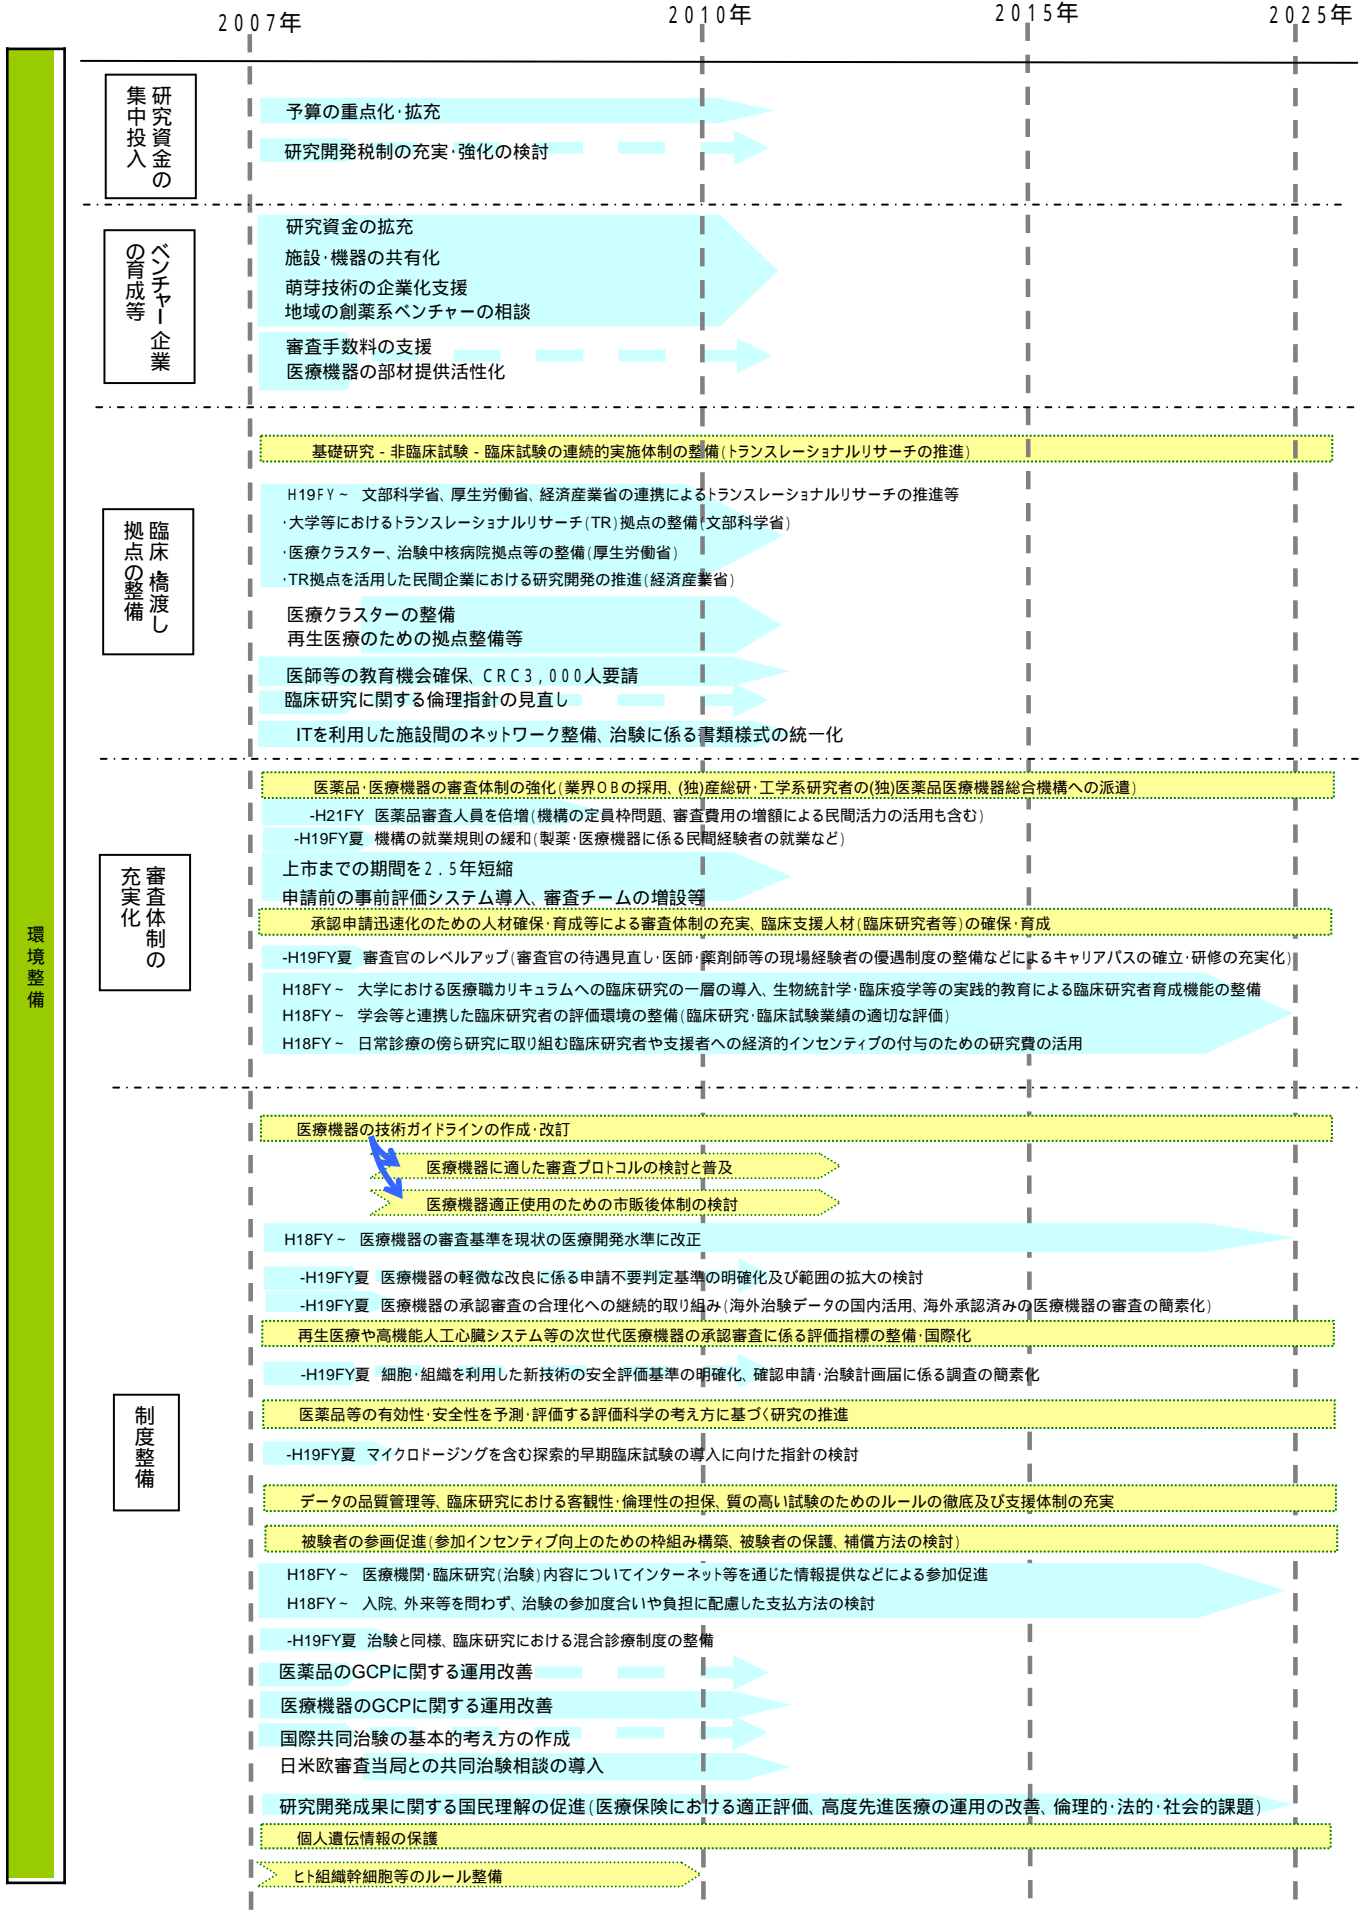 2007年
2010年
2015年
2025年
環境整備
研究資金の
集中投入
予算の重点化・拡充
研究開発税制の充実・強化の検討
ベンチャー企業
の育成等
研究資金の拡充
施設・機器の共有化
萌芽技術の企業化支援
地域の創薬系ベンチャーの相談
審査手数料の支援
医療機器の部材提供活性化
臨床・橋渡し
拠点の整備
基礎研究－非臨床試験－臨床試験の連続的実施体制の整備(トランスレーショナルリサーチの推進)
H19FY～ 文部科学省、厚生労働省、経済産業省の連携によるトランスレーショナルリサーチの推進等
・大学等におけるトランスレーショナルリサーチ(TR)拠点の整備(文部科学省)
・医療クラスター、治験中核病院拠点等の整備(厚生労働省)
・TR拠点を活用した民間企業における研究開発の推進(経済産業省)
医療クラスターの整備
再生医療のための拠点整備等
医師等の教育機会確保、CRC3,000人要請
臨床研究に関する倫理指針の見直し
ITを利用した施設間のネットワーク整備、治験に係る書類様式の統一化
審査体制の
充実化
医薬品・医療機器の審査体制の強化(業界OBの採用、(独)産総研・工学系研究者の(独)医薬品医療機器総合機構への派遣)
-H21FY 医薬品審査人員を倍増(機構の定員枠問題、審査費用の増額による民間活力の活用も含む)
-H19FY夏 機構の就業規則の緩和(製薬・医療機器に係る民間経験者の就業など)
上市までの期間を2.5年短縮
申請前の事前評価システム導入、審査チームの増設等
承認申請迅速化のための人材確保・育成等による審査体制の充実、臨床支援人材(臨床研究者等)の確保・育成
-H19FY夏 審査官のレベルアップ(審査官の待遇見直し・医師・薬剤師等の現場経験者の優遇制度の整備などによるキャリアパスの確立・研修の充実化)
H18FY～ 大学における医療職カリキュラムへの臨床研究の一層の導入、生物統計学・臨床疫学等の実践的教育による臨床研究者育成機能の整備
H18FY～ 学会等と連携した臨床研究者の評価環境の整備(臨床研究・臨床試験業績の適切な評価)
H18FY～ 日常診療の傍ら研究に取り組む臨床研究者や支援者への経済的インセンティブの付与のための研究費の活用
制度整備
医療機器の技術ガイドラインの作成・改訂
医療機器に適した審査プロトコルの検討と普及
医療機器適正使用のための市販後体制の検討
H18FY～ 医療機器の審査基準を現状の医療開発水準に改正
-H19FY夏 医療機器の軽微な改良に係る申請不要判定基準の明確化及び範囲の拡大の検討
-H19FY夏 医療機器の承認審査の合理化への継続的取り組み(海外治験データの国内活用、海外承認済みの医療機器の審査の簡素化)
再生医療や高機能人工心臓システム等の次世代医療機器の承認審査に係る評価指標の整備・国際化
-H19FY夏 細胞・組織を利用した新技術の安全評価基準の明確化、確認申請・治験計画届に係る調査の簡素化
医薬品等の有効性・安全性を予測・評価する評価科学の考え方に基づく研究の推進
-H19FY夏 マイクロドージングを含む探索的早期臨床試験の導入に向けた指針の検討
データの品質管理等、臨床研究における客観性・倫理性の担保、質の高い試験のためのルールの徹底及び支援体制の充実
被験者の参画促進(参加インセンティブ向上のための枠組み構築、被験者の保護、補償方法の検討)
H18FY～ 医療機関・臨床研究(治験)内容についてインターネット等を通じた情報提供などによる参加促進
H18FY～ 入院、外来等を問わず、治験の参加度合いや負担に配慮した支払方法の検討
-H19FY夏 治験と同様、臨床研究における混合診療制度の整備
医薬品のGCPに関する運用改善
医療機器のGCPに関する運用改善
国際共同治験の基本的考え方の作成
日米欧審査当局との共同治験相談の導入
研究開発成果に関する国民理解の促進(医療保険における適正評価、高度先進医療の運用の改善、倫理的・法的・社会的課題)
個人遺伝情報の保護
ヒト組織幹細胞等のルール整備